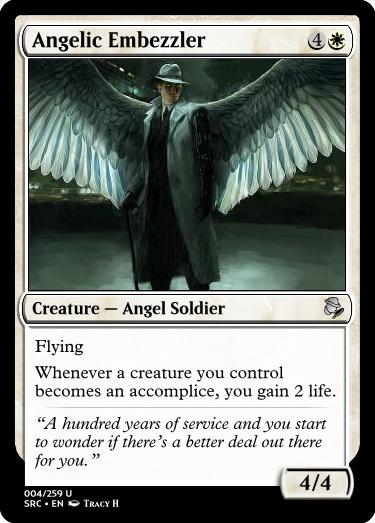 Angelic Embezzler 4
Creature — Angel Soldier
Flying
Whenever a creature you control
becomes an accomplice, you gain 2 life.
“A hundred years of service and you start
to wonder if there’s a better deal out there
for you.”
4/4
004/259 U
SRC • EN Tracy H